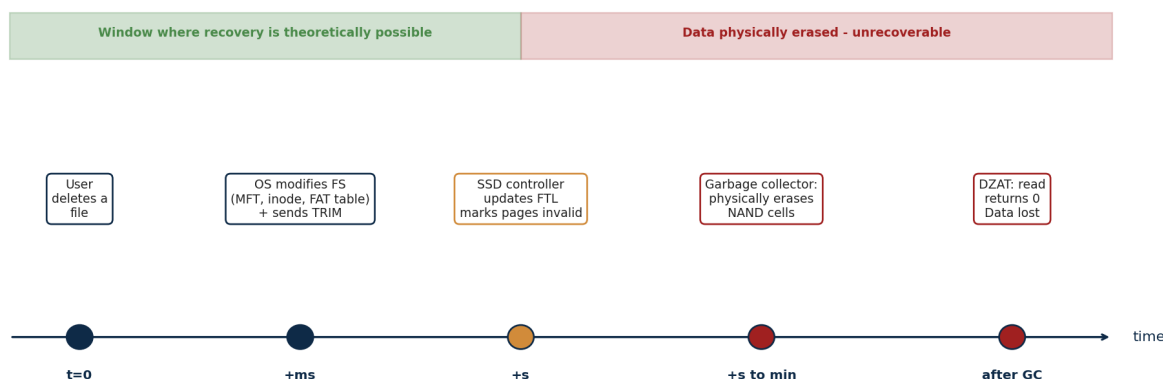 Window where recovery is theoretically possible
Data physically erased - unrecoverable
User
deletes a
file
OS modifies FS
(MFT, inode, FAT table)
+ sends TRIM
SSD controller
updates FTL
marks pages invalid
Garbage collector:
physically erases
NAND cells
DZAT: read
returns 0
Data lost
time
t=0
+ms
+s
+s to min
after GC